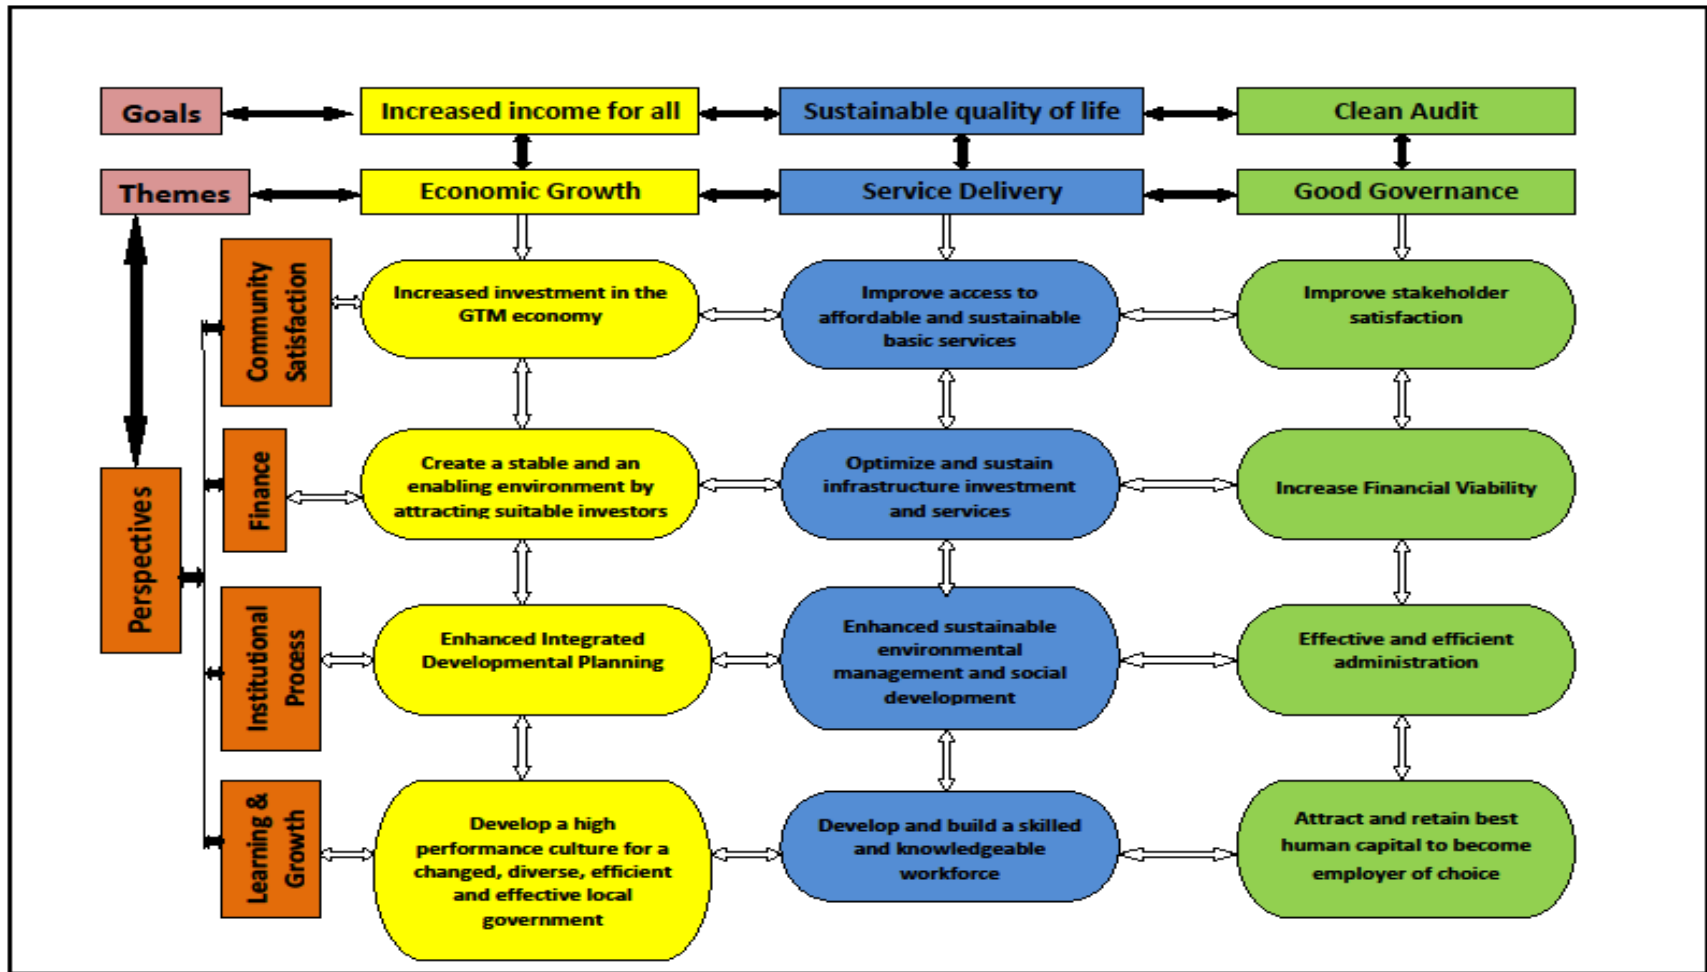 Goals
Increased income for all
Sustainable quality of life
Clean Audit
Themes
Economic Growth
Service Delivery
Good Governance
Perspectives
Community
Satisfaction
Increased investment in the
GTM economy
Improve access to
affordable and sustainable
basic services
Improve stakeholder
satisfaction
Finance
Create a stable and an
enabling environment by
attracting suitable investors
Optimize and sustain
infrastructure investment
and services
Increase Financial Viability
Institutional
Process
Enhanced Integrated
Developmental Planning
Enhanced sustainable
environmental
management and social
development
Effective and efficient
administration
Learning &
Growth
Develop a high
performance culture for a
changed, diverse, efficient
and effective local
government
Develop and build a skilled
and knowledgeable
workforce
Attract and retain best
human capital to become
employer of choice